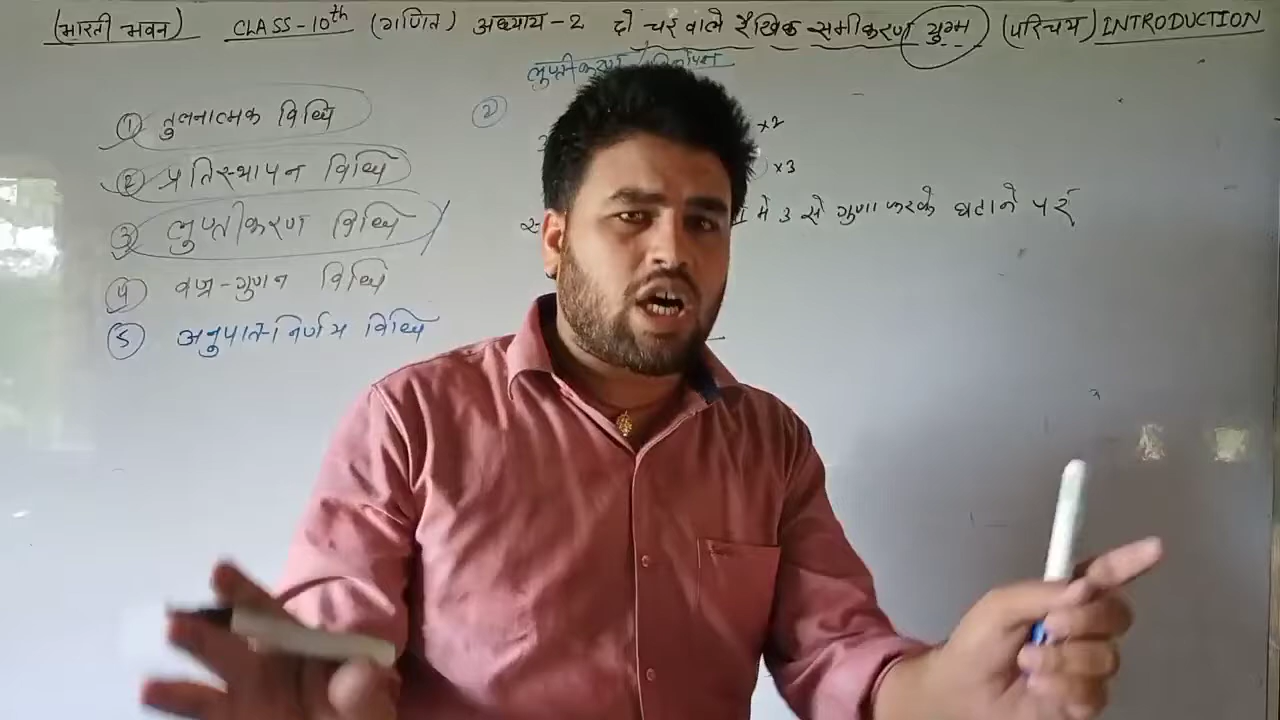 (भारती भवन) CLASS-10th (गणित) अध्याय-2 दो चर वाले रैखिक समीकरण युग्म (परिचय) INTRODUCTION
① तुलनात्मक विधि
② प्रतिस्थापन विधि
③ लुप्तीकरण विधि
④ वज्र-गुणन विधि
⑤ अनुपात-निर्णय विधि
लुप्तीकरण / विलोपन
②
×2
×3
में 3 से गुणा करके घटाने पर